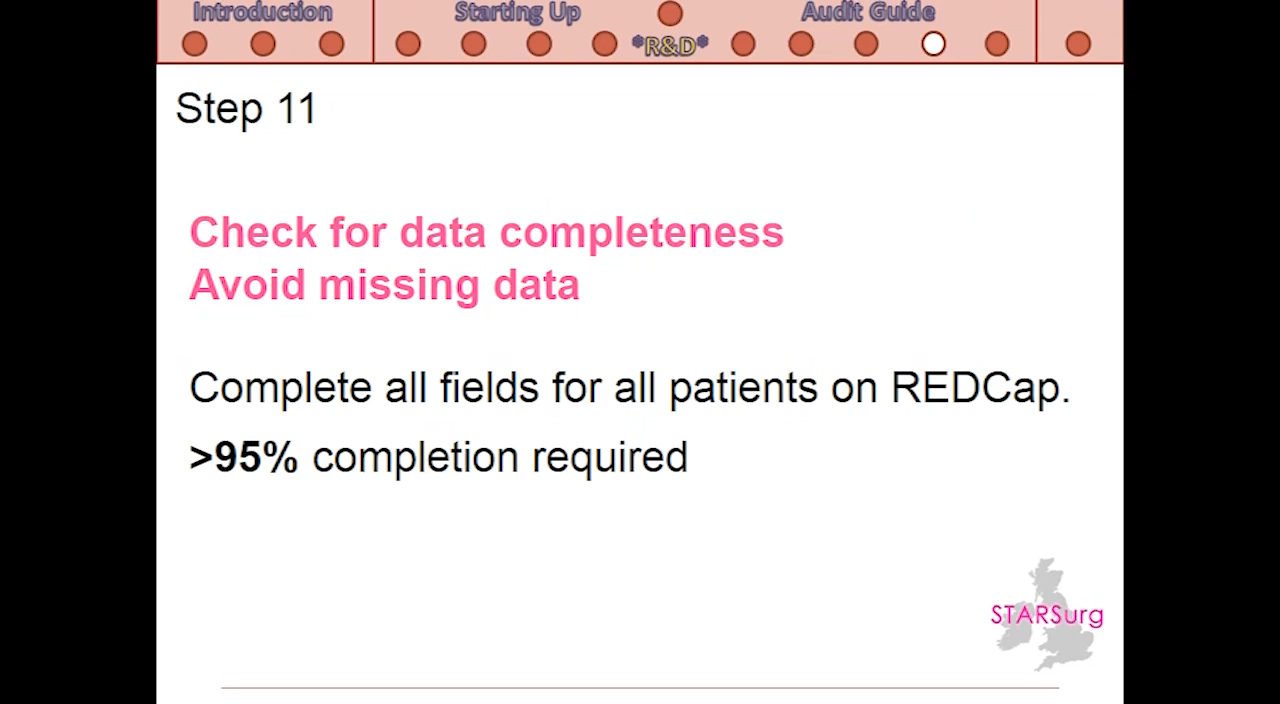 Introduction
Starting Up
Audit Guide
*R&D*
Step 11
Check for data completeness
Avoid missing data
Complete all fields for all patients on REDCap.
>95% completion required
STARSurg